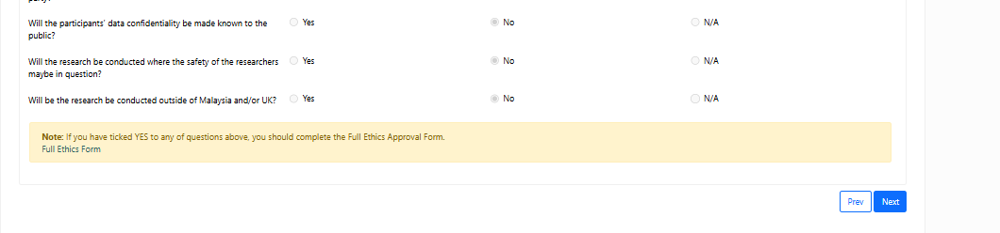 party?
Will the participants' data confidentiality be made known to the
public?
Yes
No
N/A
Will the research be conducted where the safety of the researchers
maybe in question?
Yes
No
N/A
Will be the research be conducted outside of Malaysia and/or UK?
Yes
No
N/A
Note: If you have ticked YES to any of questions above, you should complete the Full Ethics Approval Form.
Full Ethics Form
Prev
Next